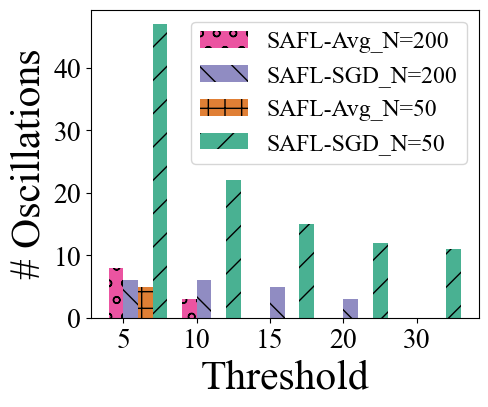 # Oscillations
40
30
20
10
0
SAFL-Avg_N=200
SAFL-SGD_N=200
SAFL-Avg_N=50
SAFL-SGD_N=50
5 10 15 20 30
Threshold